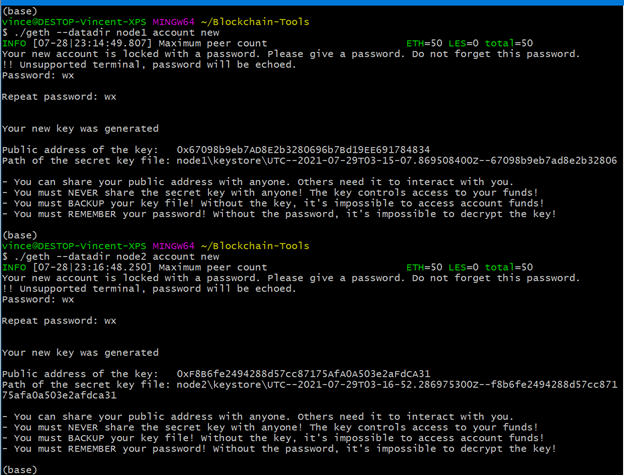 (base)
vince@DESTOP-Vincent-XPS MINGW64 ~/Blockchain-Tools
$ ./geth --datadir node1 account new
INFO [07-28|23:14:49.807] Maximum peer count ETH=50 LES=0 total=50
Your new account is locked with a password. Please give a password. Do not forget this password.
!! Unsupported terminal, password will be echoed.
Password: wx
Repeat password: wx
Your new key was generated
Public address of the key: 0x67098b9eb7AD8E2b3280696b7Bd19EE691784834
Path of the secret key file: node1\keystore\UTC--2021-07-29T03-15-07.869508400Z--67098b9eb7ad8e2b32806
- You can share your public address with anyone. Others need it to interact with you.
- You must NEVER share the secret key with anyone! The key controls access to your funds!
- You must BACKUP your key file! Without the key, it's impossible to access account funds!
- You must REMEMBER your password! Without the password, it's impossible to decrypt the key!
(base)
vince@DESTOP-Vincent-XPS MINGW64 ~/Blockchain-Tools
$ ./geth --datadir node2 account new
INFO [07-28|23:16:48.250] Maximum peer count ETH=50 LES=0 total=50
Your new account is locked with a password. Please give a password. Do not forget this password.
!! Unsupported terminal, password will be echoed.
Password: wx
Repeat password: wx
Your new key was generated
Public address of the key: 0xF8B6fe2494288d57cc87175AfA0A503e2aFdCA31
Path of the secret key file: node2\keystore\UTC--2021-07-29T03-16-52.286975300Z--f8b6fe2494288d57cc871
75afa0a503e2afdca31
- You can share your public address with anyone. Others need it to interact with you.
- You must NEVER share the secret key with anyone! The key controls access to your funds!
- You must BACKUP your key file! Without the key, it's impossible to access account funds!
- You must REMEMBER your password! Without the password, it's impossible to decrypt the key!
(base)